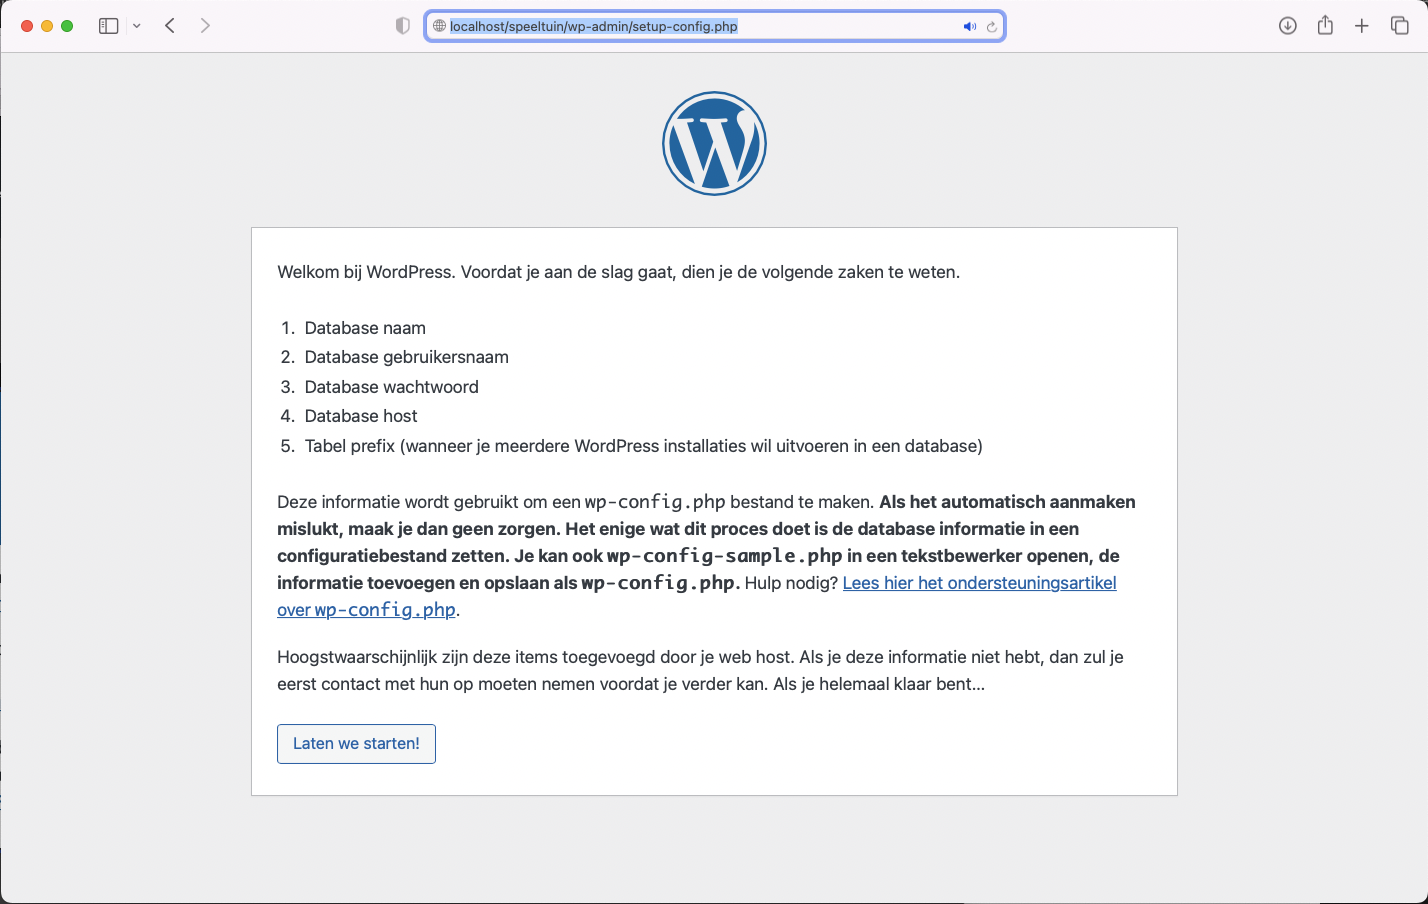 localhost/speeltuin/wp-admin/setup-config.php
W
Welkom bij WordPress. Voordat je aan de slag gaat, dien je de volgende zaken te weten.
1. Database naam
2. Database gebruikersnaam
3. Database wachtwoord
4. Database host
5. Tabel prefix (wanneer je meerdere WordPress installaties wil uitvoeren in een database)
Deze informatie wordt gebruikt om een wp-config.php bestand te maken. Als het automatisch aanmaken
mislukt, maak je dan geen zorgen. Het enige wat dit proces doet is de database informatie in een
configuratiebestand zetten. Je kan ook wp-config-sample.php in een tekstbewerker openen, de
informatie toevoegen en opslaan als wp-config.php. Hulp nodig? Lees hier het ondersteuningsartikel
over wp-config.php.
Hoogstwaarschijnlijk zijn deze items toegevoegd door je web host. Als je deze informatie niet hebt, dan zul je
eerst contact met hun op moeten nemen voordat je verder kan. Als je helemaal klaar bent...
Laten we starten!